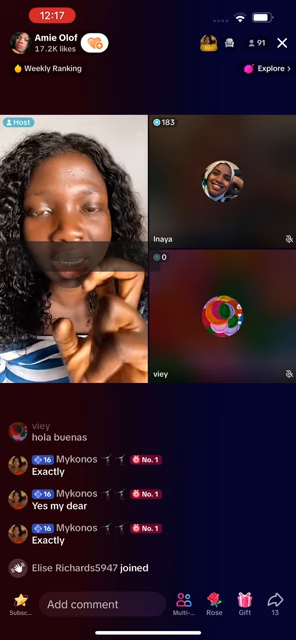 12:17
Amie Olof
17.2K likes
91
Weekly Ranking
Explore >
Host
183
Inaya
0
viey
viey
hola buenas
16 Mykonos No. 1
Exactly
16 Mykonos No. 1
Yes my dear
16 Mykonos No. 1
Exactly
Elise Richards5947 joined
Add comment
Subsc...
Multi-...
Rose
Gift
13